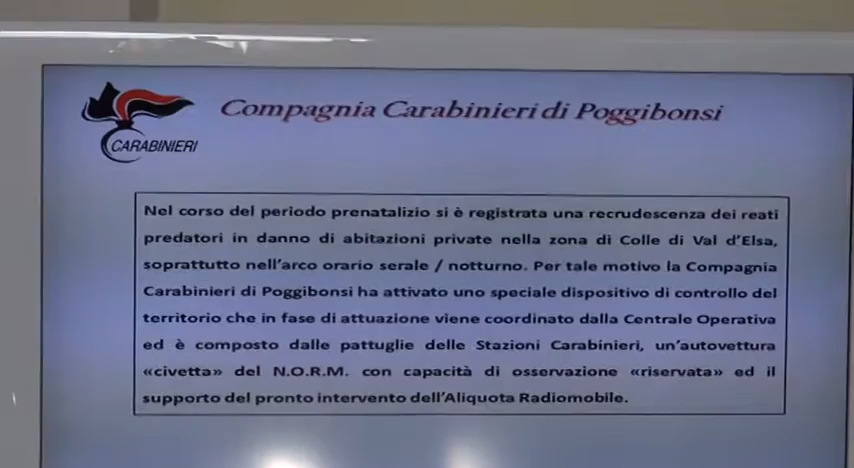 Compagnia Carabinieri di Poggibonsi
CARABINIERI
Nel corso del periodo prenatalizio si è registrata una recrudescenza dei reati
predatori in danno di abitazioni private nella zona di Colle di Val d'Elsa,
soprattutto nell'arco orario serale / notturno. Per tale motivo la Compagnia
Carabinieri di Poggibonsi ha attivato uno speciale dispositivo di controllo del
territorio che in fase di attuazione viene coordinato dalla Centrale Operativa
ed è composto dalle pattuglie delle Stazioni Carabinieri, un'autovettura
«civetta» del N.O.RM. con capacità di osservazione «riservata» ed il
supporto del pronto intervento dell'Aliquota Radiomobile.